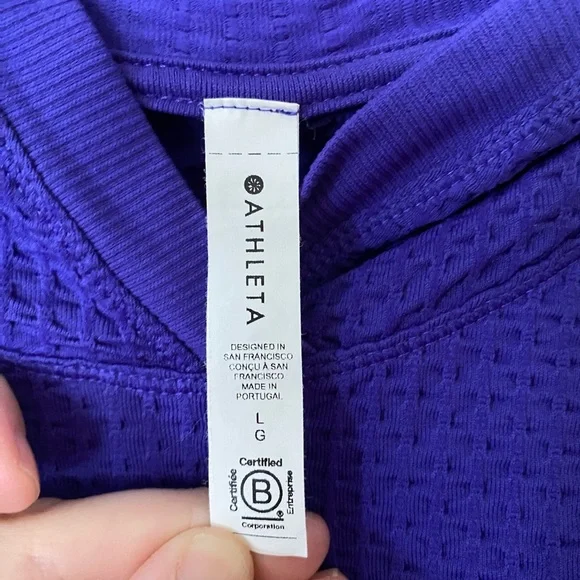 ATHLETA
DESIGNED IN
SAN FRANCISCO
CONÇU À SAN
FRANCISCO
MADE IN
PORTUGAL
L
G
Certified
Certifiée
B
®
Entreprise
Corporation